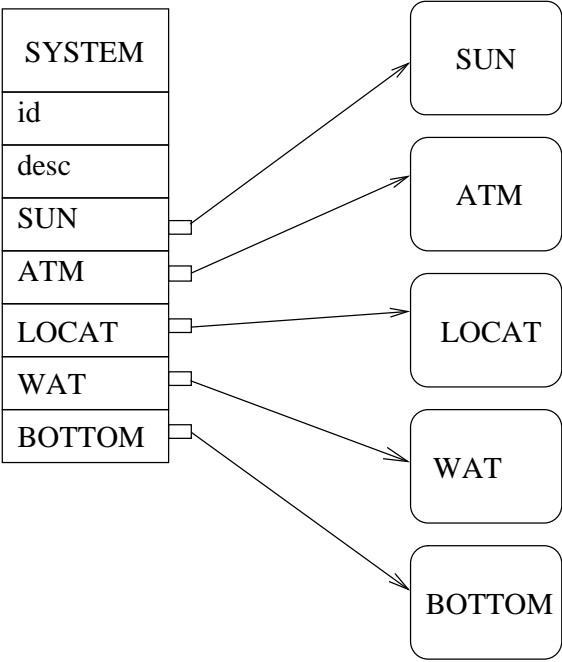 SYSTEM
id
desc
SUN
ATM
LOCAT
WAT
BOTTOM
SUN
ATM
LOCAT
WAT
BOTTOM